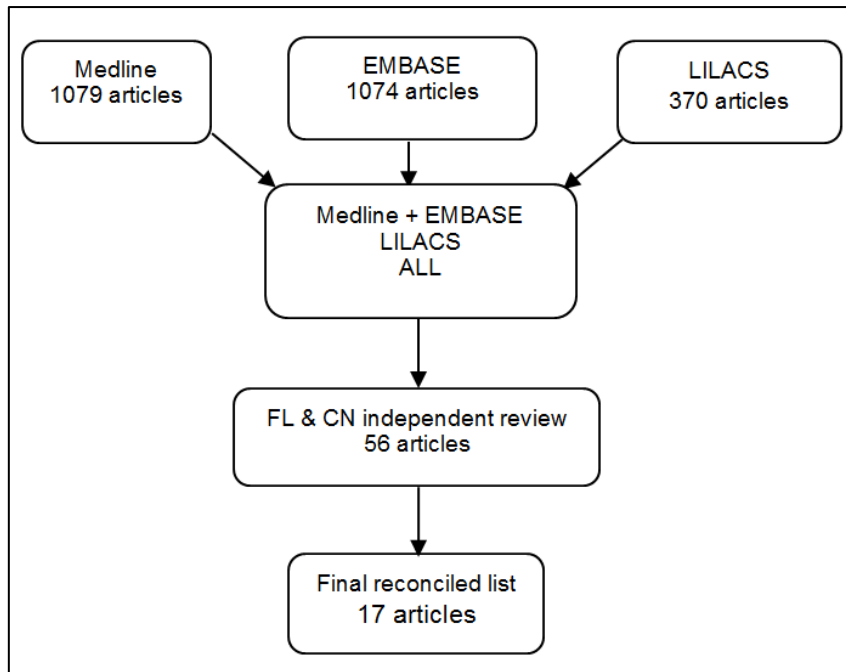 Medline
1079 articles
EMBASE
1074 articles
LILACS
370 articles
Medline + EMBASE
LILACS
ALL
FL & CN independent review
56 articles
Final reconciled list
17 articles